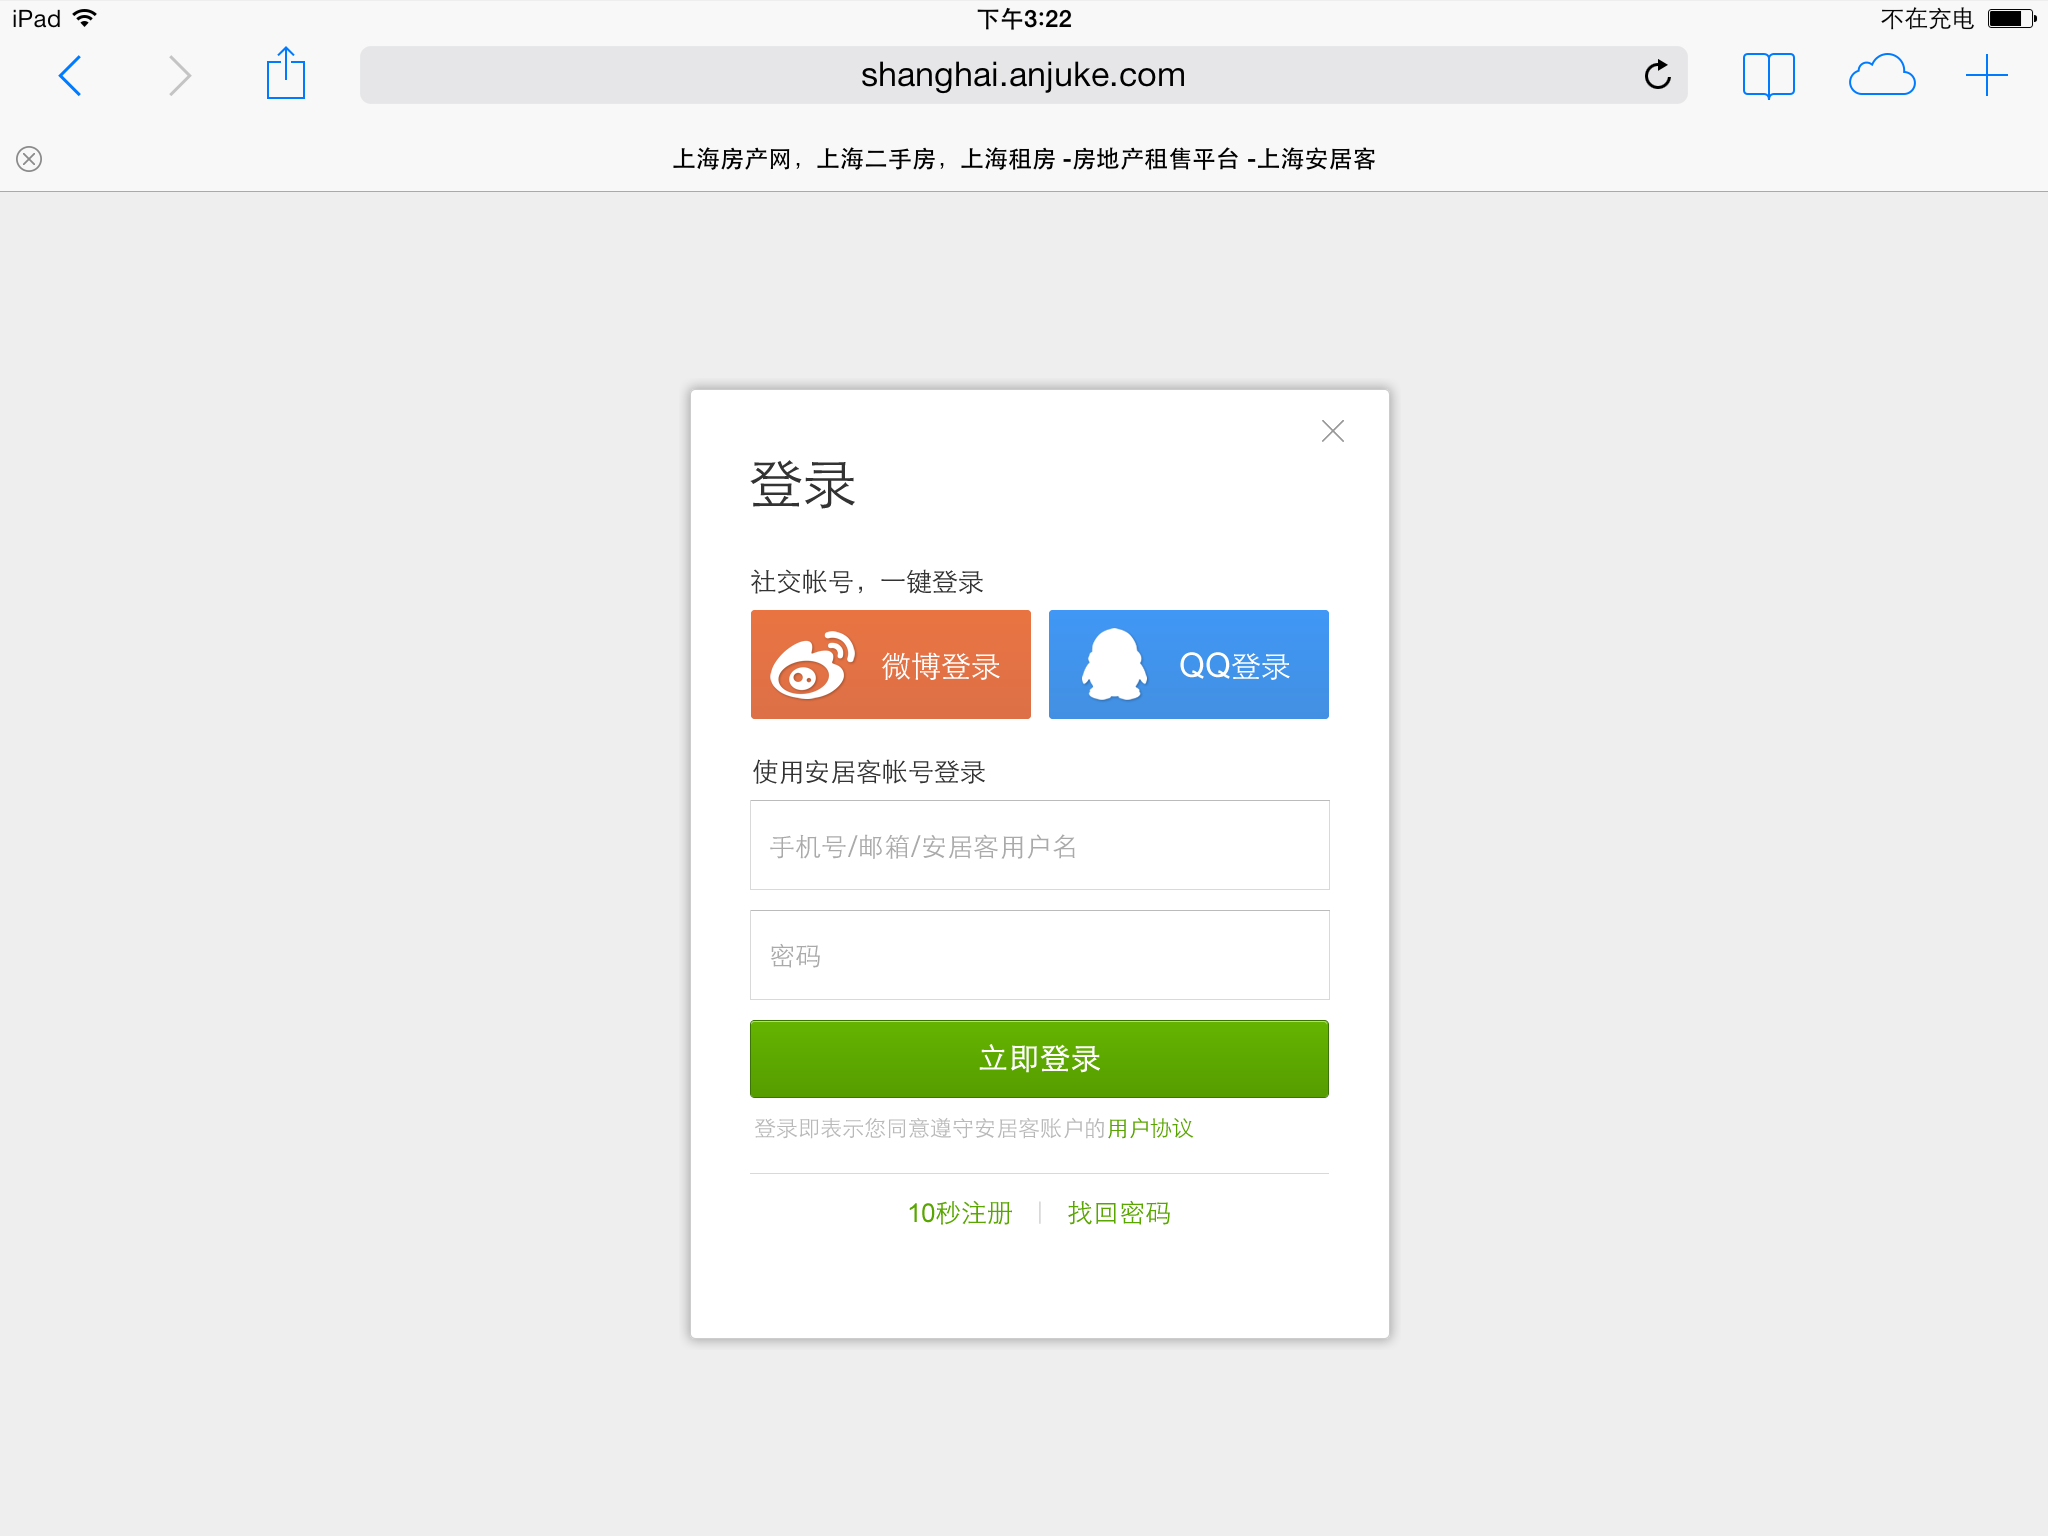 iPad
下午3:22
不在充电
shanghai.anjuke.com
上海房产网，上海二手房，上海租房 -房地产租售平台 -上海安居客
登录
社交帐号，一键登录
微博登录
QQ登录
使用安居客帐号登录
手机号/邮箱/安居客用户名
密码
立即登录
登录即表示您同意遵守安居客账户的用户协议
10秒注册 | 找回密码